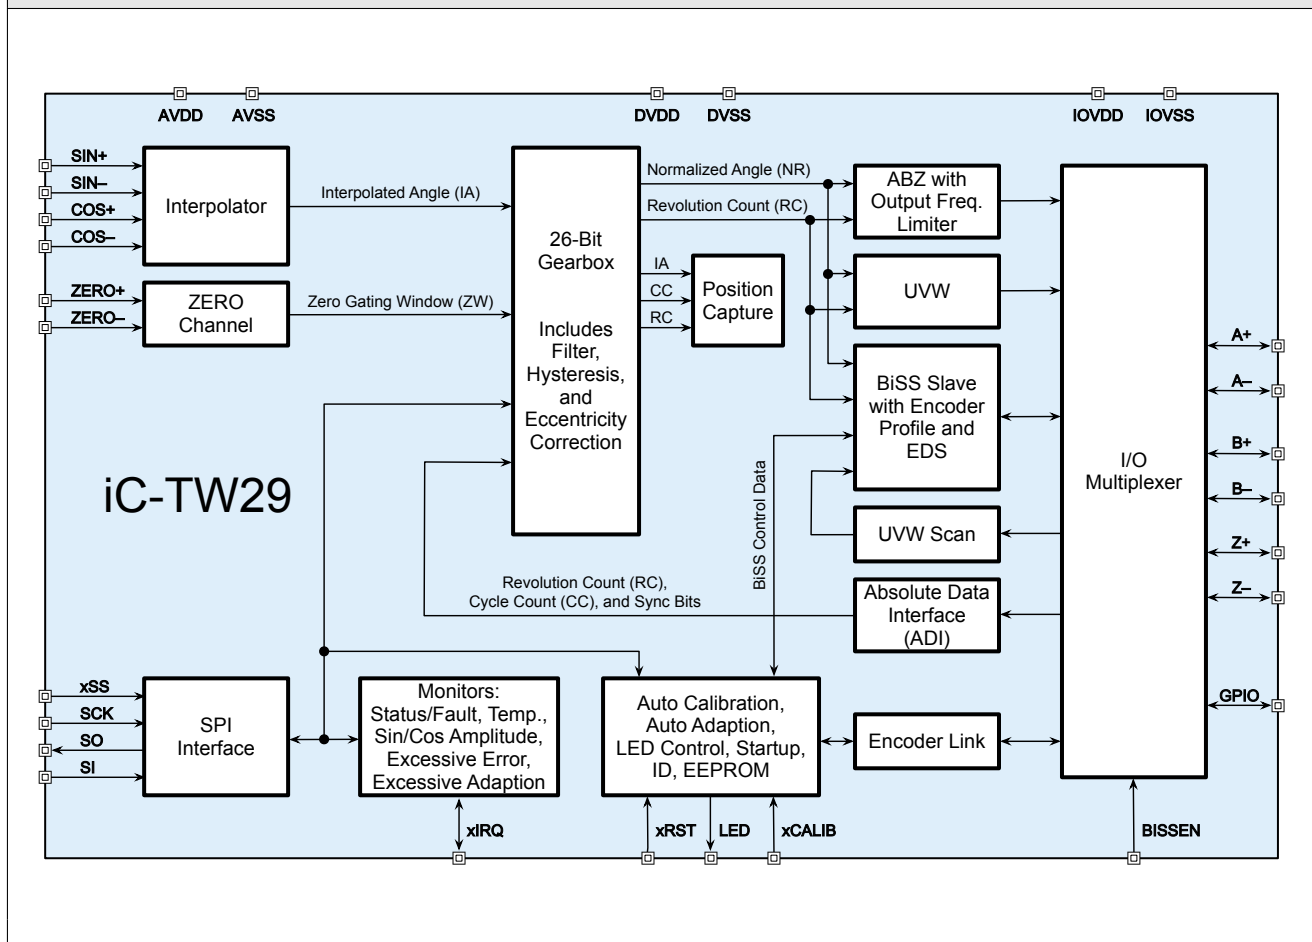 AVDD AVSS DVDD DVSS IOVDD IOVSS
SIN+
SIN–
COS+
COS–
Interpolator
Interpolated Angle (IA)
ZERO+
ZERO–
ZERO
Channel
Zero Gating Window (ZW)
26-Bit
Gearbox
Includes
Filter,
Hysteresis,
and
Eccentricity
Correction
Normalized Angle (NR)
Revolution Count (RC)
IA
CC
RC
Position
Capture
ABZ with
Output Freq.
Limiter
UVW
BiSS Slave
with Encoder
Profile and
EDS
UVW Scan
Absolute Data
Interface
(ADI)
I/O
Multiplexer
A+
A–
B+
B–
Z+
Z–
GPIO
iC-TW29
BiSS Control Data
Revolution Count (RC),
Cycle Count (CC), and Sync Bits
xSS
SCK
SO
SI
SPI
Interface
Monitors:
Status/Fault, Temp.,
Sin/Cos Amplitude,
Excessive Error,
Excessive Adaption
Auto Calibration,
Auto Adaption,
LED Control, Startup,
ID, EEPROM
Encoder Link
xIRQ xRST LED xCALIB BISSEN